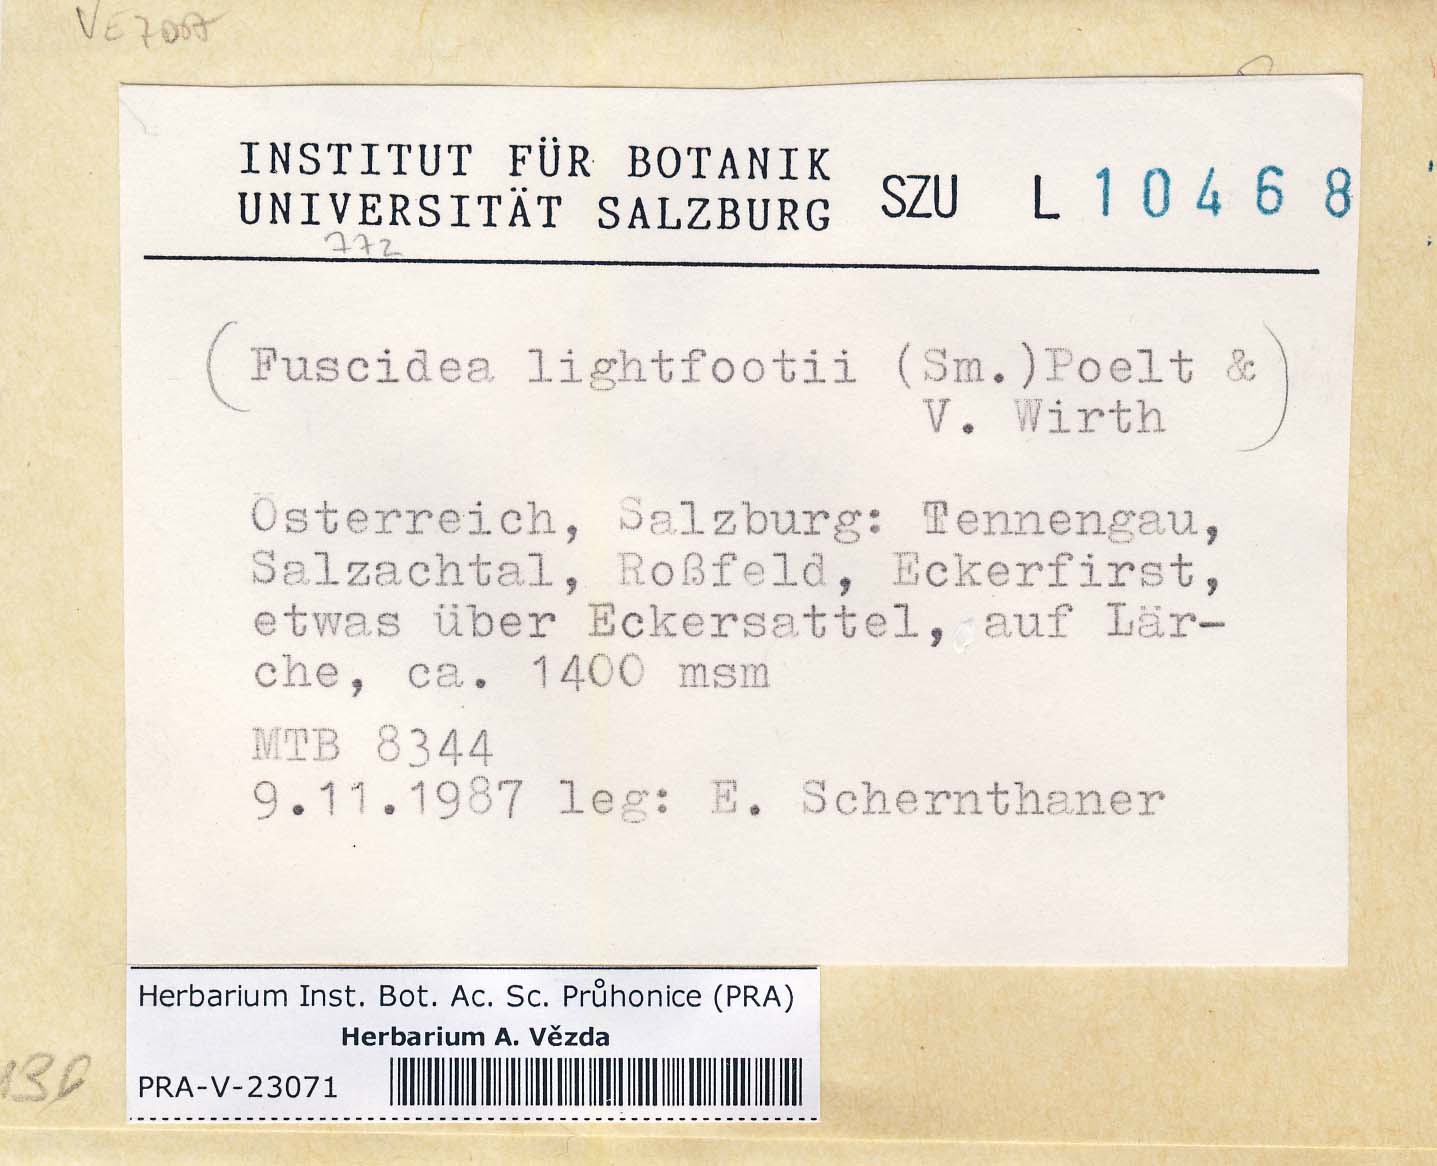 INSTITUT FÜR BOTANIK
UNIVERSITÄT SALZBURG
SZU L 10468
772
(Fuscidea lightfootii (Sm.)Poelt &
V. Wirth)
Österreich, Salzburg: Tennengau,
Salzachtal, Roßfeld, Eckerfirst,
etwas über Eckersattel, auf Lär-
che, ca. 1400 msm
MTB 8344
9.11.1987 leg: E. Schernthaner
Herbarium Inst. Bot. Ac. Sc. Průhonice (PRA)
Herbarium A. Vězda
PRA-V-23071